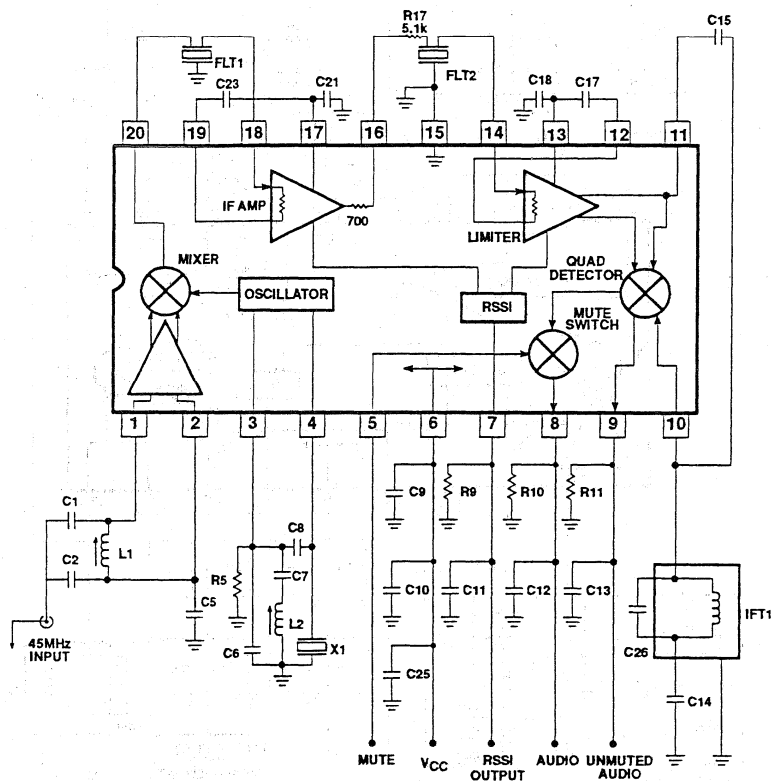 R17
5.1k
C15
FLT1
FLT2
C23
C21
C18
C17
20
19
18
17
16
15
14
13
12
11
IF AMP
700
LIMITER
MIXER
QUAD
DETECTOR
OSCILLATOR
RSSI
MUTE
SWITCH
1
2
3
4
5
6
7
8
9
10
C1
C2
L1
C5
R5
C8
C7
L2
C6
X1
C9
R9
R10
R11
C10
C11
C12
C13
C25
IFT1
C26
C14
45MHz
INPUT
MUTE
VCC
RSSI
OUTPUT
AUDIO
UNMUTED
AUDIO